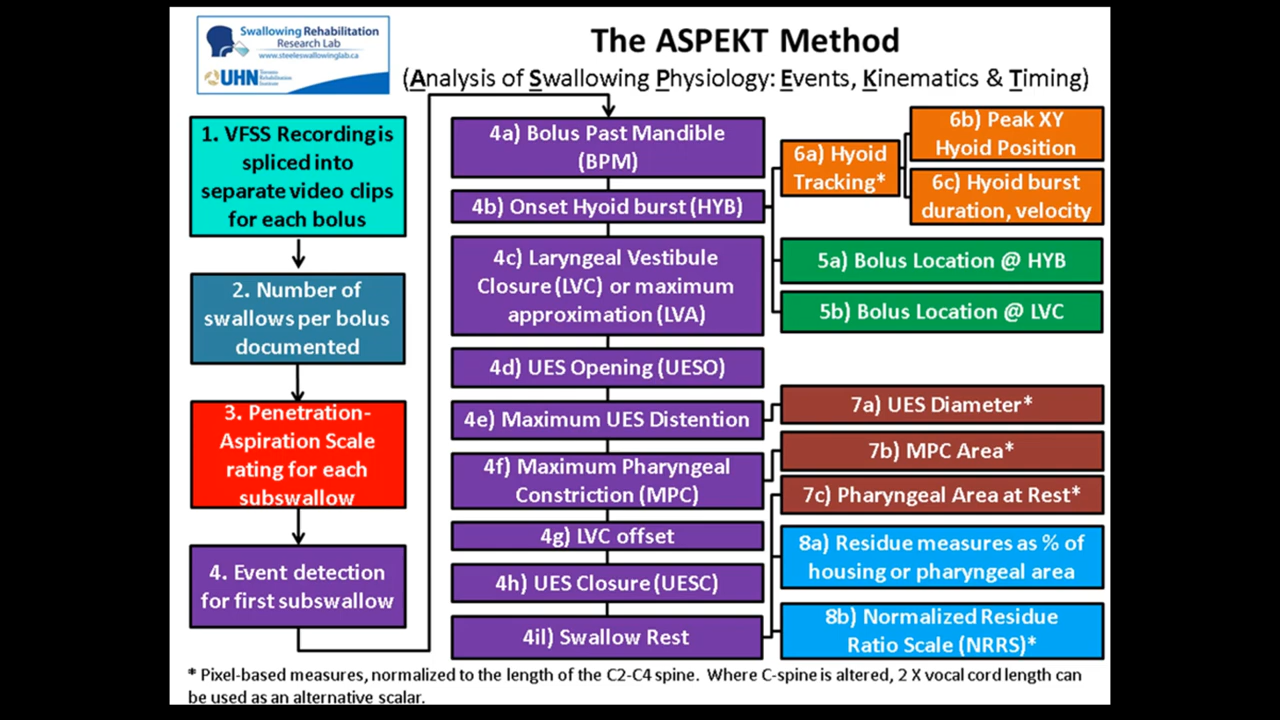 Swallowing Rehabilitation
Research Lab
www.steeleswallowinglab.ca
UHN
Toronto
Rehabilitation
Institute
The ASPEKT Method
(Analysis of Swallowing Physiology: Events, Kinematics & Timing)
1. VFSS Recording is
spliced into
separate video clips
for each bolus
2. Number of
swallows per bolus
documented
3. Penetration-
Aspiration Scale
rating for each
subswallow
4. Event detection
for first subswallow
4a) Bolus Past Mandible
(BPM)
4b) Onset Hyoid burst (HYB)
4c) Laryngeal Vestibule
Closure (LVC) or maximum
approximation (LVA)
4d) UES Opening (UESO)
4e) Maximum UES Distention
4f) Maximum Pharyngeal
Constriction (MPC)
4g) LVC offset
4h) UES Closure (UESC)
4il) Swallow Rest
6a) Hyoid
Tracking*
6b) Peak XY
Hyoid Position
6c) Hyoid burst
duration, velocity
5a) Bolus Location @ HYB
5b) Bolus Location @ LVC
7a) UES Diameter*
7b) MPC Area*
7c) Pharyngeal Area at Rest*
8a) Residue measures as % of
housing or pharyngeal area
8b) Normalized Residue
Ratio Scale (NRRS)*
* Pixel-based measures, normalized to the length of the C2-C4 spine. Where C-spine is altered, 2 X vocal cord length can
be used as an alternative scalar.